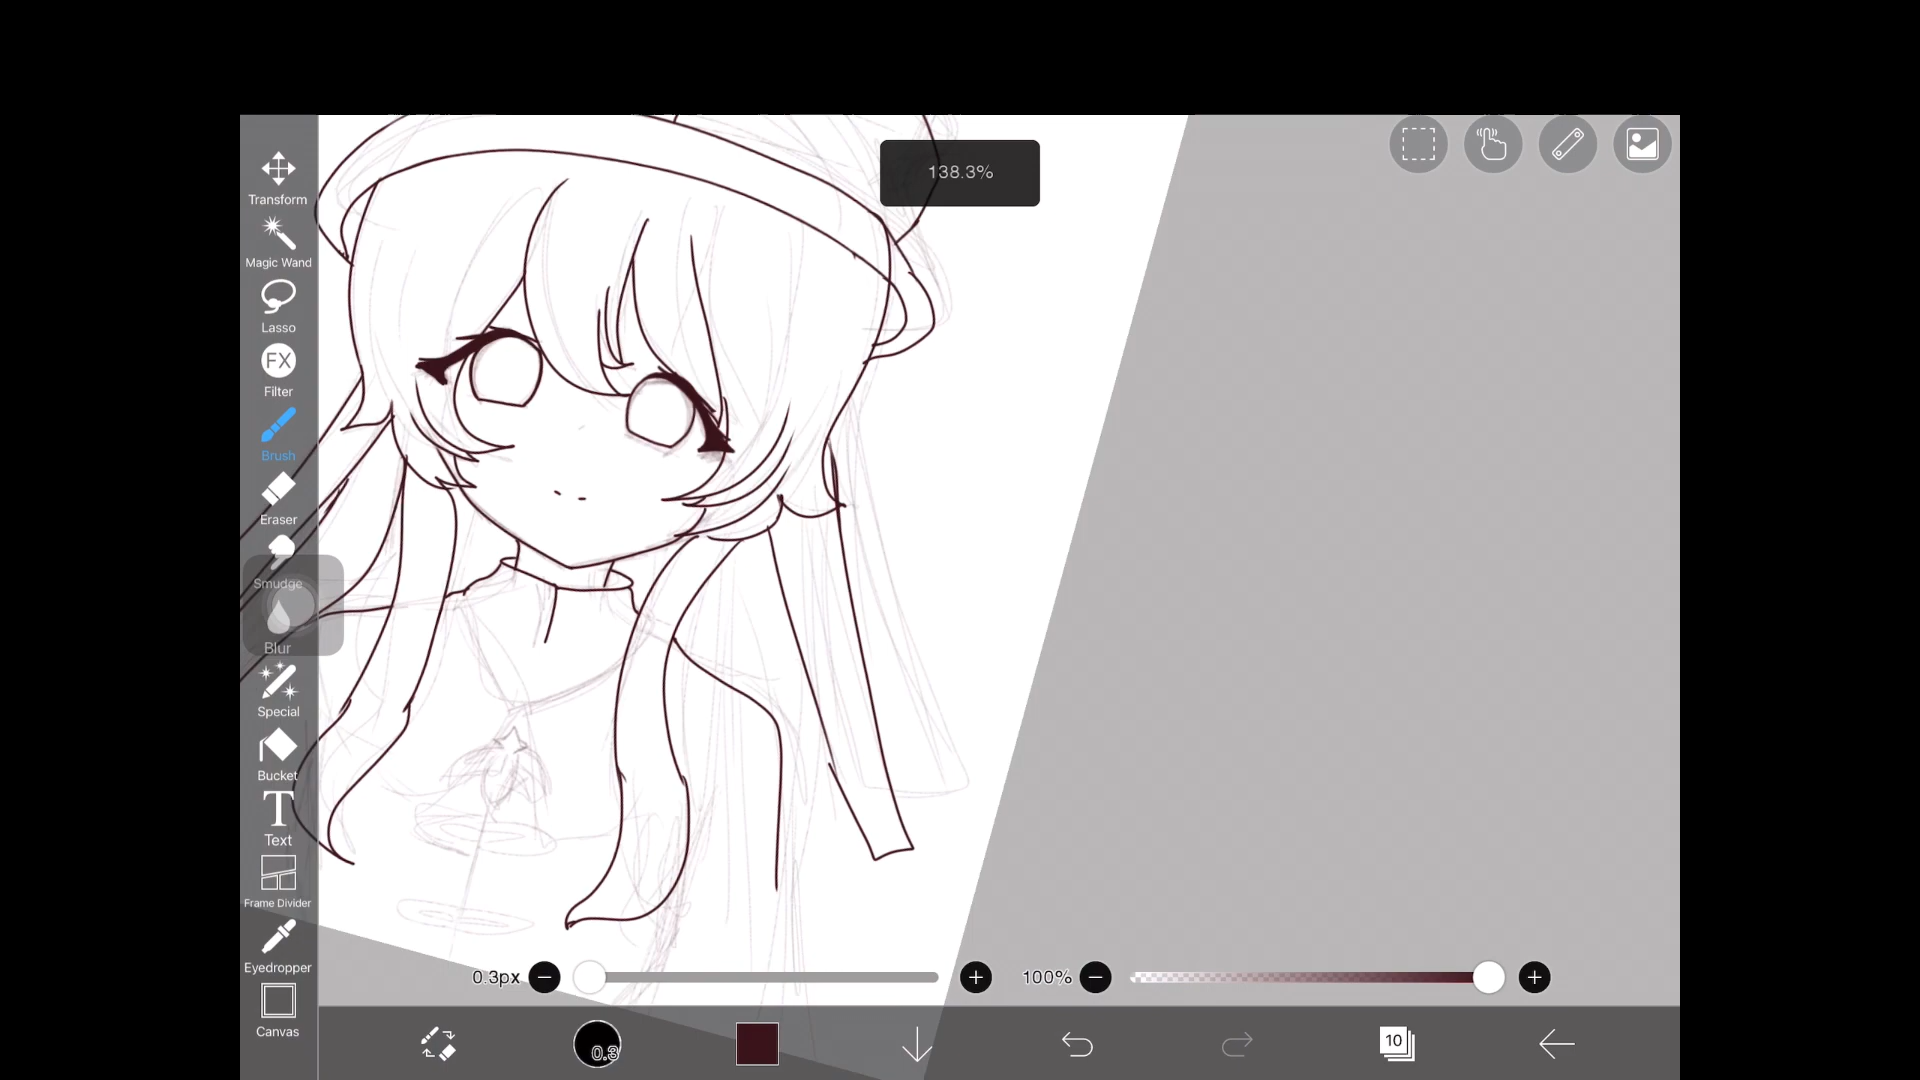 138.3%
Transform
Magic Wand
Lasso
FX
Filter
Brush
Eraser
Smudge
Blur
Special
Bucket
T
Text
Frame Divider
Eyedropper
Canvas
0.3px
100%
0.3
10